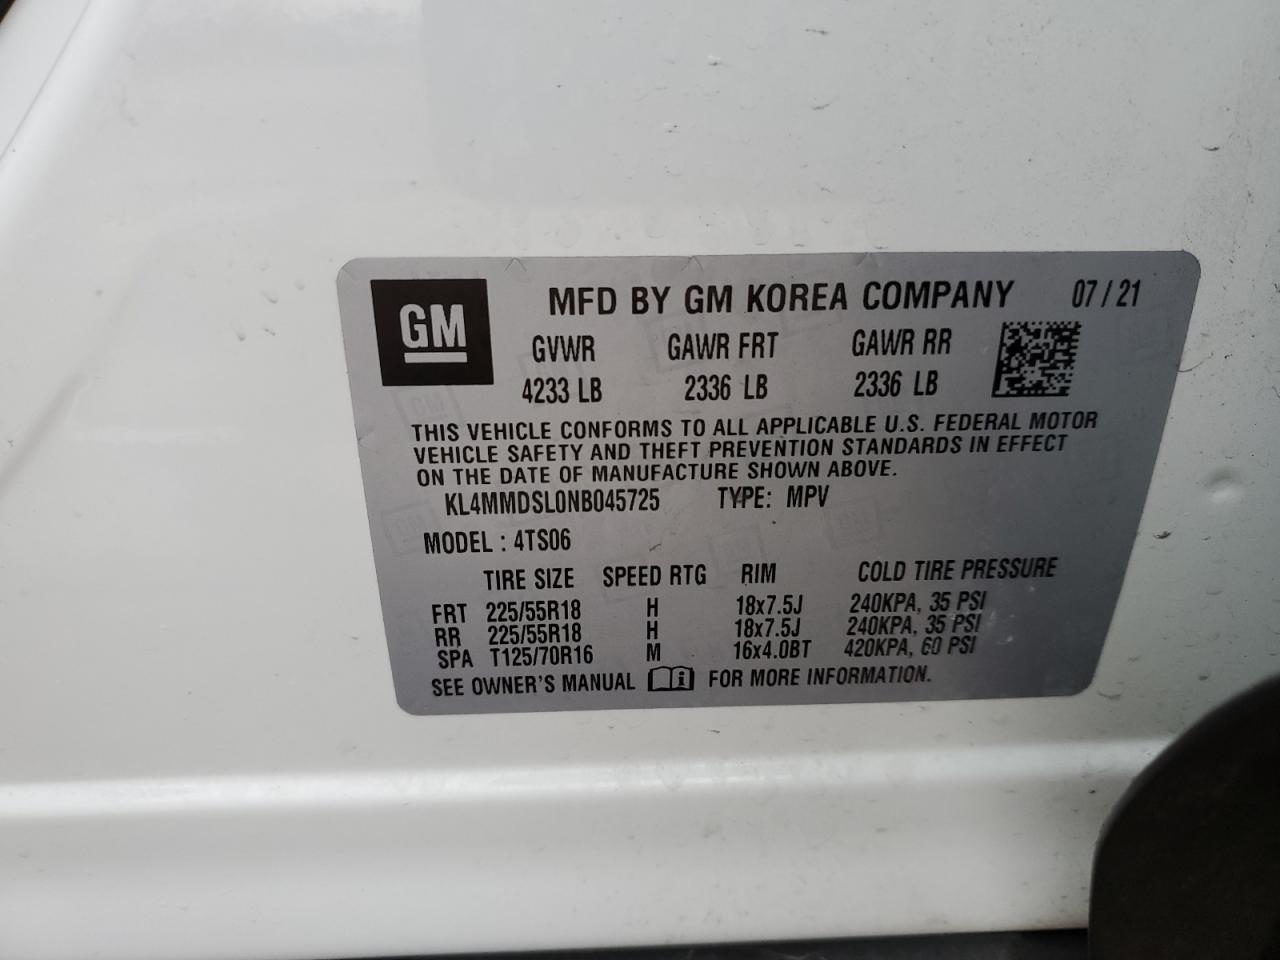 GM MFD BY GM KOREA COMPANY 07/21
GVWR GAWR FRT GAWR RR
4233 LB 2336 LB 2336 LB
THIS VEHICLE CONFORMS TO ALL APPLICABLE U.S. FEDERAL MOTOR
VEHICLE SAFETY AND THEFT PREVENTION STANDARDS IN EFFECT
ON THE DATE OF MANUFACTURE SHOWN ABOVE.
KL4MMDSL0NB045725 TYPE: MPV
MODEL : 4TS06
TIRE SIZE SPEED RTG RIM COLD TIRE PRESSURE
FRT 225/55R18 H 18x7.5J 240KPA, 35 PSI
RR 225/55R18 H 18x7.5J 240KPA, 35 PSI
SPA T125/70R16 M 16x4.0BT 420KPA, 60 PSI
SEE OWNER'S MANUAL i FOR MORE INFORMATION.